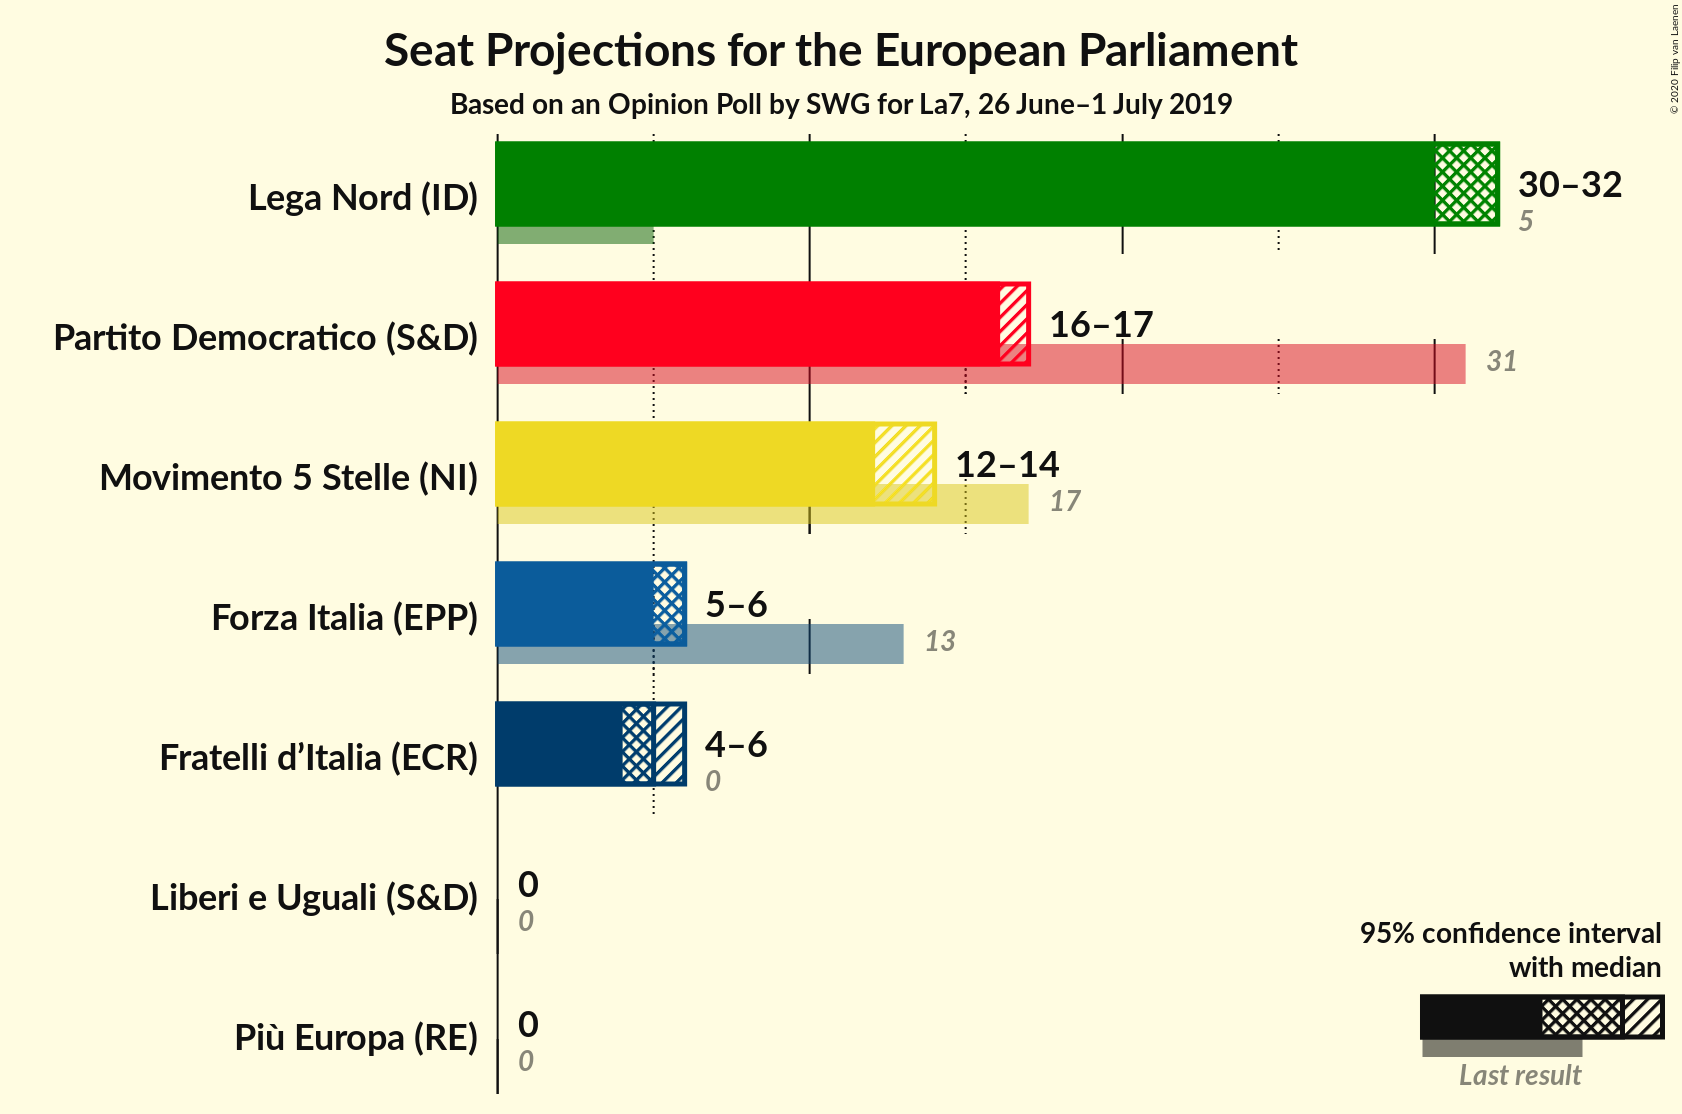 Seat Projections for the European Parliament
Based on an Opinion Poll by SWG for La7, 26 June–1 July 2019
© 2020 Filip van Laenen
Lega Nord (ID)
30–32
5
Partito Democratico (S&D)
16–17
31
Movimento 5 Stelle (NI)
12–14
17
Forza Italia (EPP)
5–6
13
Fratelli d’Italia (ECR)
4–6
0
Liberi e Uguali (S&D)
0
0
Più Europa (RE)
0
0
95% confidence interval
with median
Last result